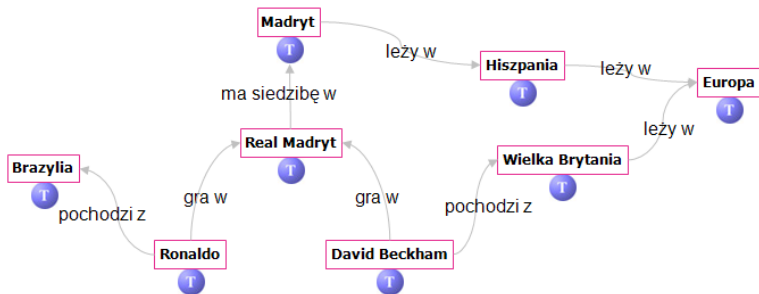 Madryt
T
leży w
Hiszpania
T
leży w
Europa
T
ma siedzibę w
leży w
Real Madryt
T
Wielka Brytania
T
Brazylia
T
pochodzi z
gra w
gra w
pochodzi z
Ronaldo
T
David Beckham
T